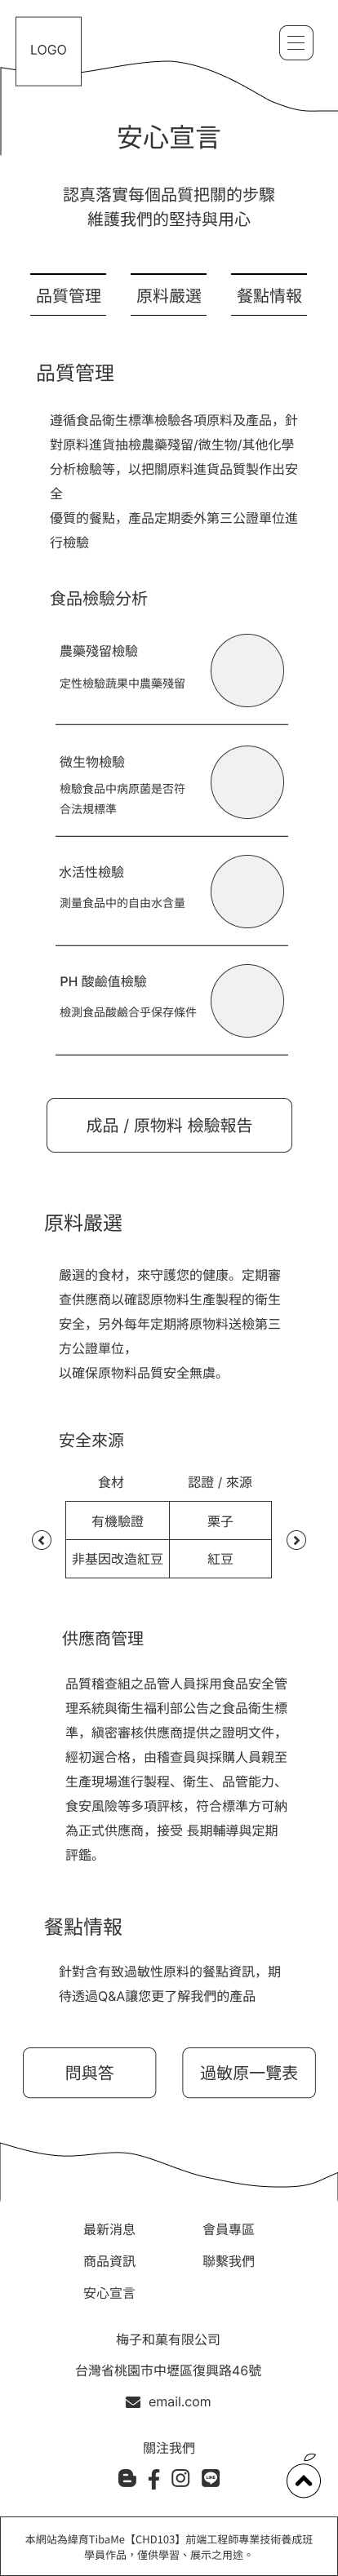 LOGO
安心宣言
認真落實每個品質把關的步驟
維護我們的堅持與用心
品質管理
原料嚴選
餐點情報
品質管理
遵循食品衛生標準檢驗各項原料及產品，針
對原料進貨抽檢農藥殘留/微生物/其他化學
分析檢驗等，以把關原料進貨品質製作出安
全
優質的餐點，產品定期委外第三公證單位進
行檢驗
食品檢驗分析
農藥殘留檢驗
定性檢驗蔬果中農藥殘留
微生物檢驗
檢驗食品中病原菌是否符
合法規標準
水活性檢驗
測量食品中的自由水含量
PH 酸鹼值檢驗
檢測食品酸鹼合乎保存條件
成品 / 原物料 檢驗報告
原料嚴選
嚴選的食材，來守護您的健康。定期審
查供應商以確認原物料生產製程的衛生
安全，另外每年定期將原物料送檢第三
方公證單位，
以確保原物料品質安全無虞。
安全來源
食材
認證 / 來源
有機驗證
栗子
非基因改造紅豆
紅豆
供應商管理
品質稽查組之品管人員採用食品安全管
理系統與衛生福利部公告之食品衛生標
準，縝密審核供應商提供之證明文件，
經初選合格，由稽查員與採購人員親至
生產現場進行製程、衛生、品管能力、
食安風險等多項評核，符合標準方可納
為正式供應商，接受 長期輔導與定期
評鑑。
餐點情報
針對含有致過敏性原料的餐點資訊，期
待透過Q&A讓您更了解我們的產品
問與答
過敏原一覽表
最新消息
會員專區
商品資訊
聯繫我們
安心宣言
梅子和菓有限公司
台灣省桃園市中壢區復興路46號
email.com
關注我們
LINE
本網站為緯育TibaMe【CHD103】前端工程師專業技術養成班
學員作品，僅供學習、展示之用途。